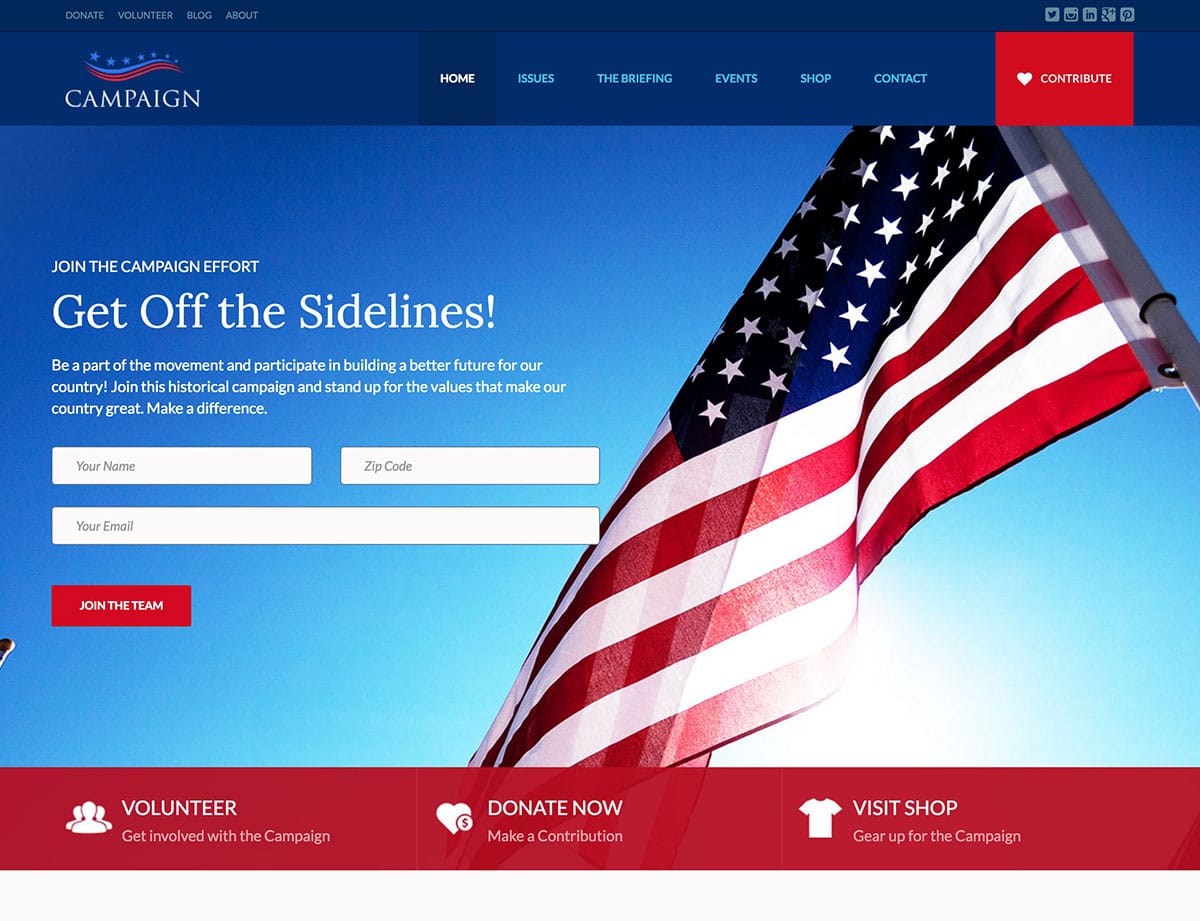 DONATE VOLUNTEER BLOG ABOUT
CAMPAIGN
HOME ISSUES THE BRIEFING EVENTS SHOP CONTACT
CONTRIBUTE
JOIN THE CAMPAIGN EFFORT
Get Off the Sidelines!
Be a part of the movement and participate in building a better future for our
country! Join this historical campaign and stand up for the values that make our
country great. Make a difference.
Your Name
Zip Code
Your Email
JOIN THE TEAM
VOLUNTEER
Get involved with the Campaign
DONATE NOW
Make a Contribution
VISIT SHOP
Gear up for the Campaign